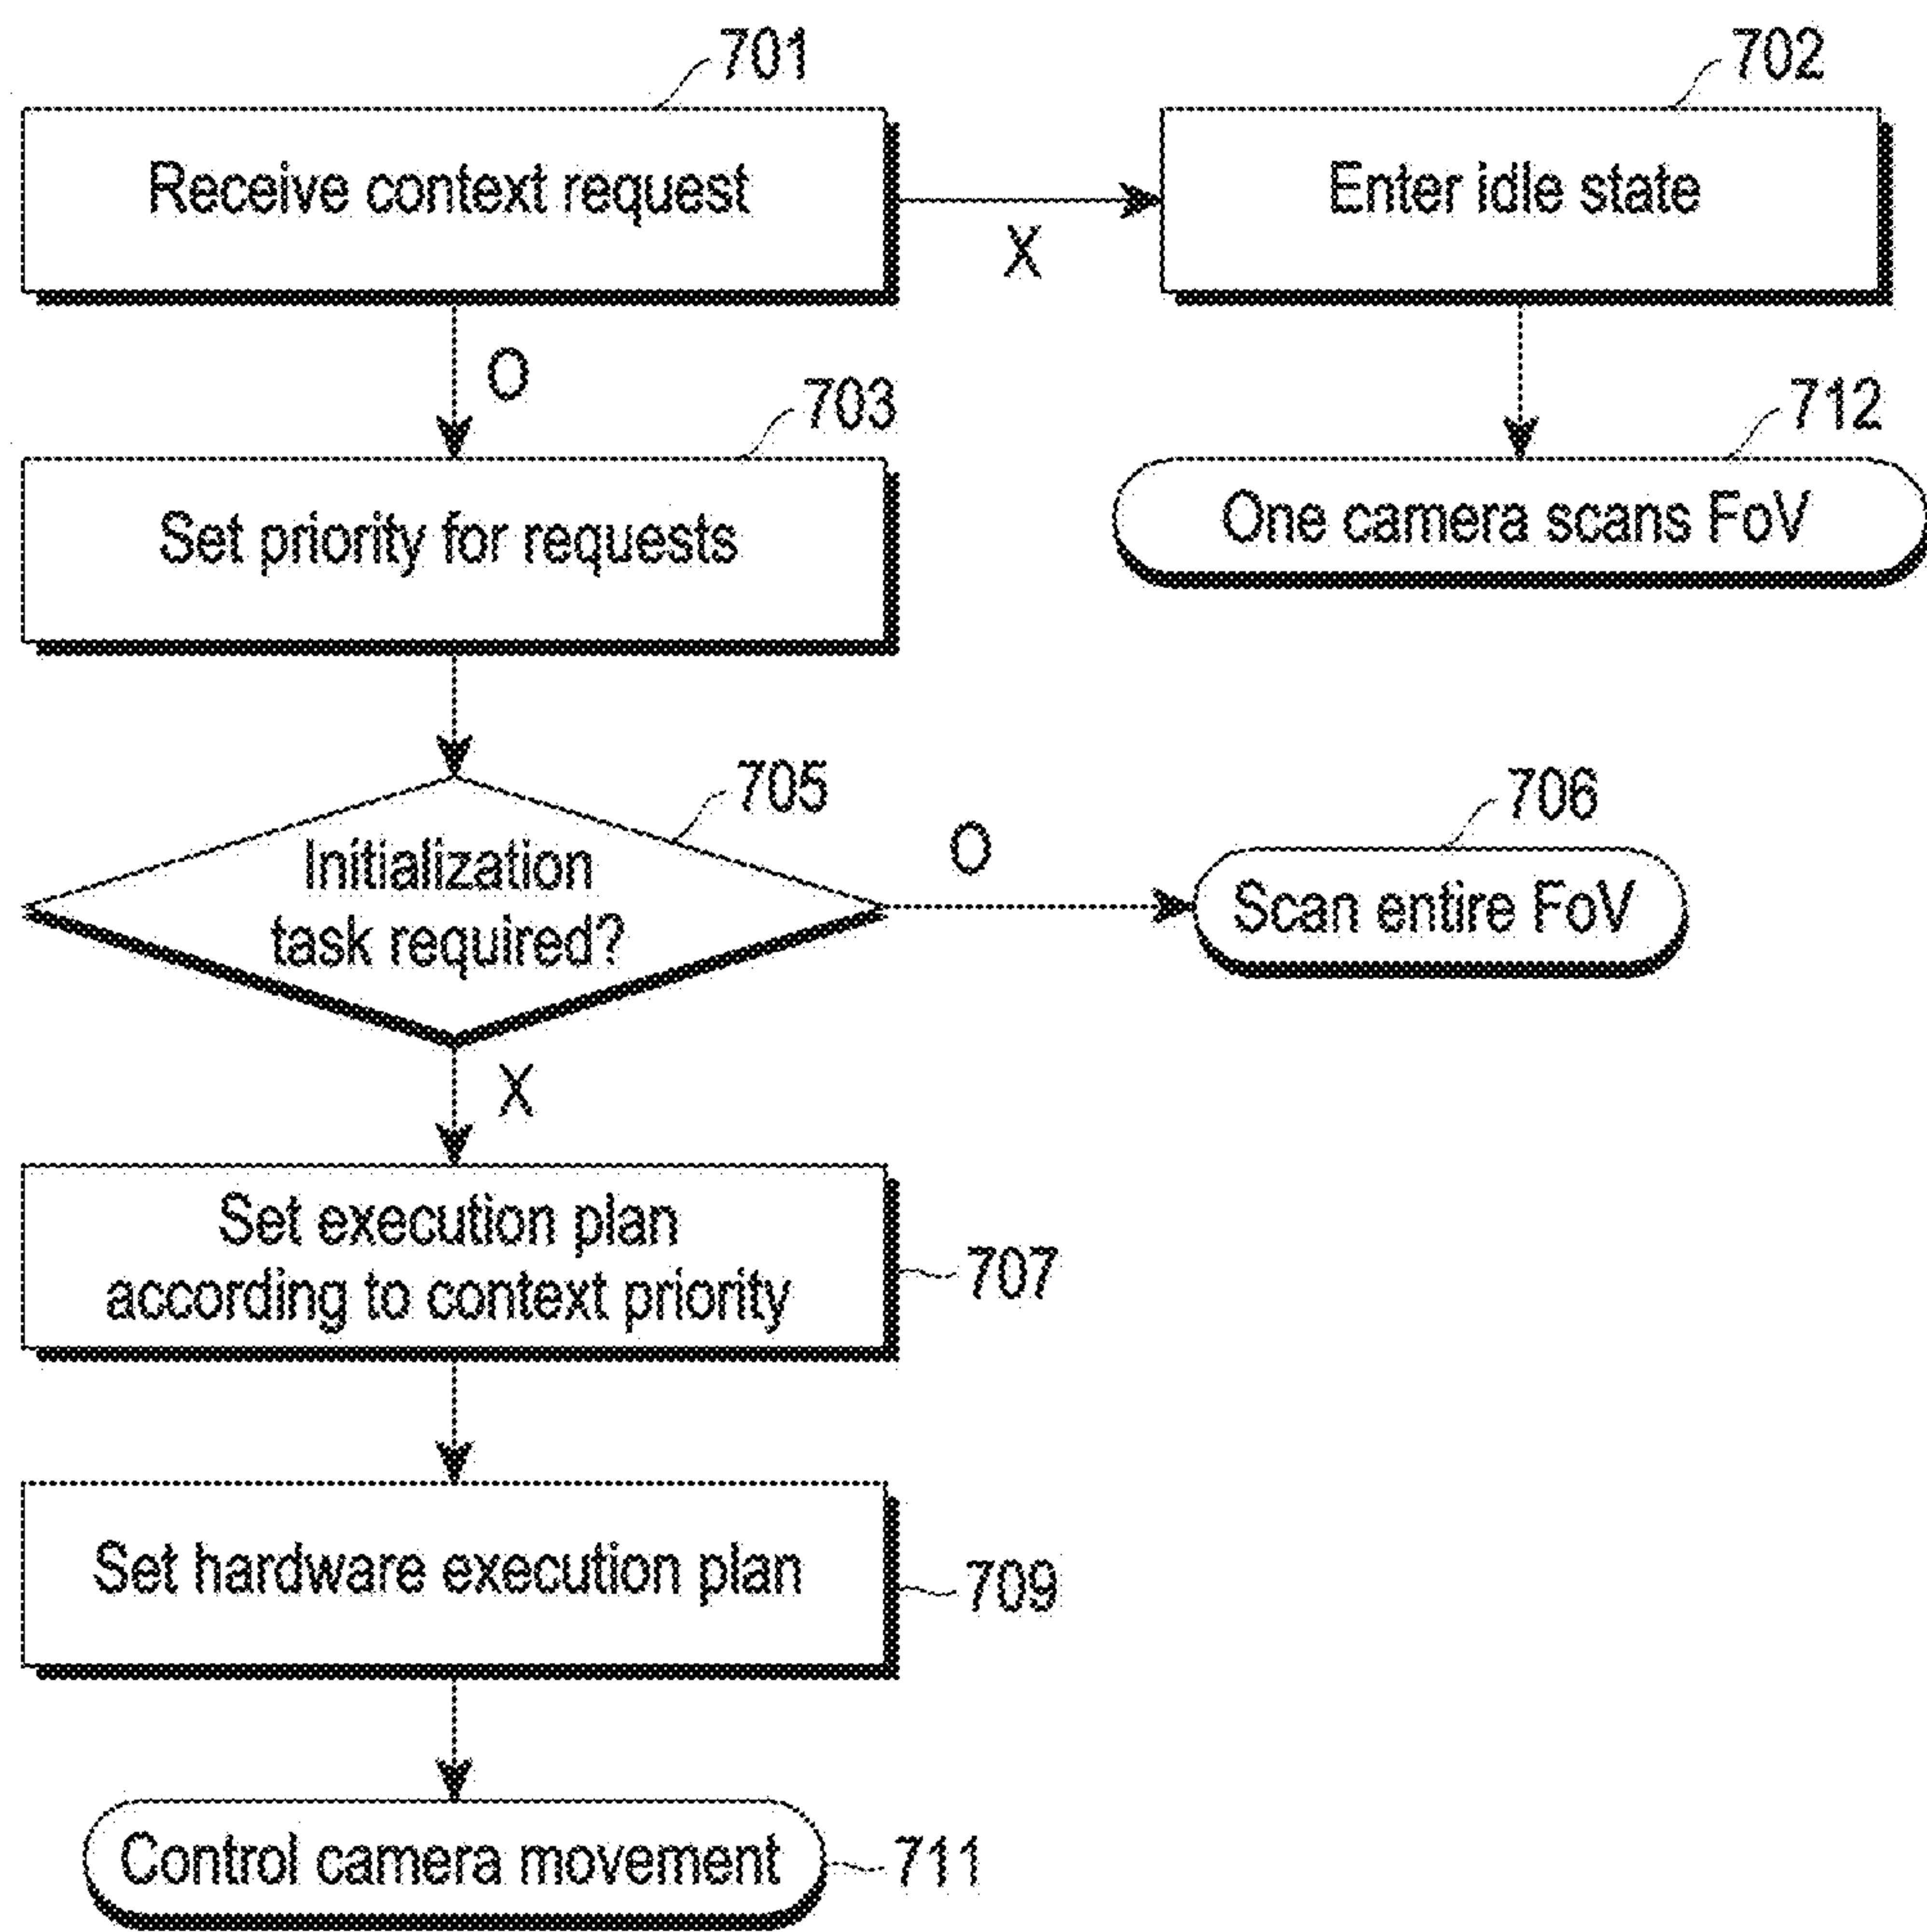 701
Receive context request
X
702
Enter idle state
O
703
Set priority for requests
712
One camera scans FoV
705
Initialization
task required?
O
706
Scan entire FoV
X
Set execution plan
according to context priority
707
Set hardware execution plan
709
Control camera movement
711